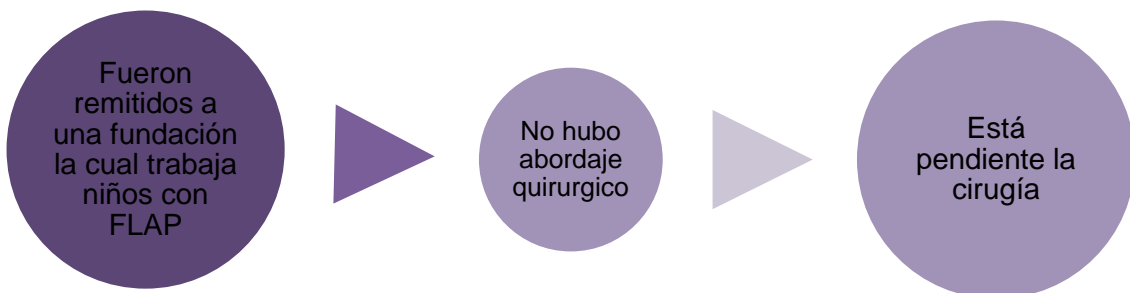 Fueron
remitidos a
una fundación
la cual trabaja
niños con
FLAP
No hubo
abordaje
quirurgico
Está
pendiente la
cirugía